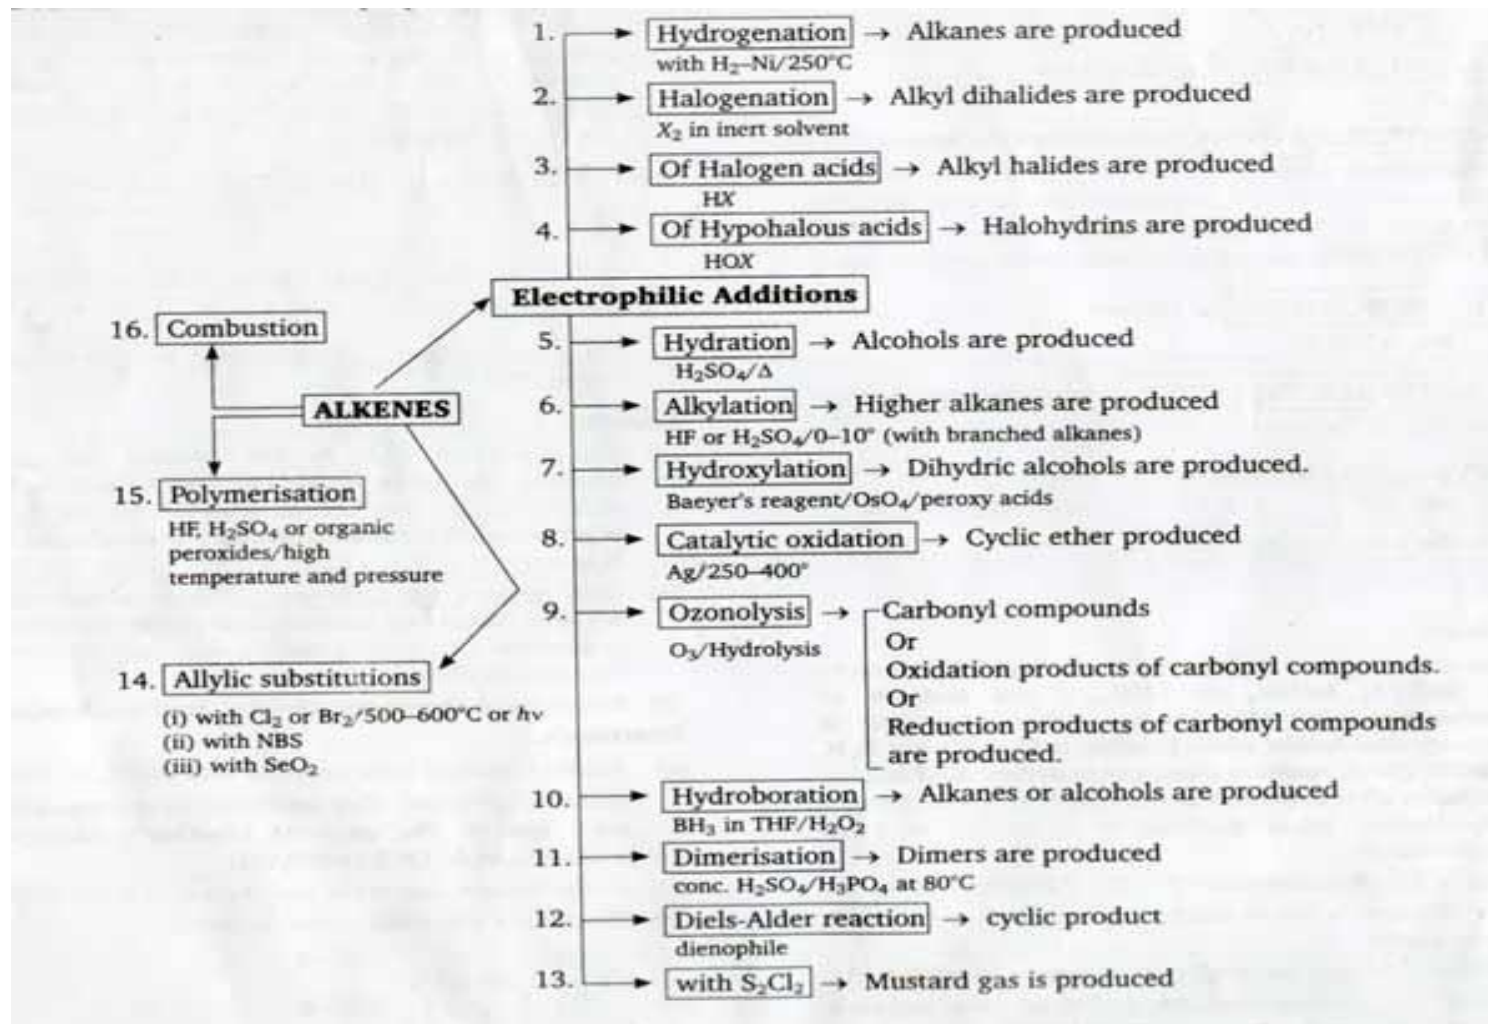 1. Hydrogenation → Alkanes are produced
with H₂–Ni/250°C
2. Halogenation → Alkyl dihalides are produced
X₂ in inert solvent
3. Of Halogen acids → Alkyl halides are produced
HX
4. Of Hypohalous acids → Halohydrins are produced
HOX
Electrophilic Additions
16. Combustion
ALKENES
15. Polymerisation
HF, H₂SO₄ or organic
peroxides/high
temperature and pressure
14. Allylic substitutions
(i) with Cl₂ or Br₂/500–600°C or hν
(ii) with NBS
(iii) with SeO₂
5. Hydration → Alcohols are produced
H₂SO₄/Δ
6. Alkylation → Higher alkanes are produced
HF or H₂SO₄/0–10° (with branched alkanes)
7. Hydroxylation → Dihydric alcohols are produced.
Baeyer's reagent/OsO₄/peroxy acids
8. Catalytic oxidation → Cyclic ether produced
Ag/250–400°
9. Ozonolysis → Carbonyl compounds
O₃/Hydrolysis
Or
Oxidation products of carbonyl compounds.
Or
Reduction products of carbonyl compounds
are produced.
10. Hydroboration → Alkanes or alcohols are produced
BH₃ in THF/H₂O₂
11. Dimerisation → Dimers are produced
conc. H₂SO₄/H₃PO₄ at 80°C
12. Diels-Alder reaction → cyclic product
dienophile
13. with S₂Cl₂ → Mustard gas is produced